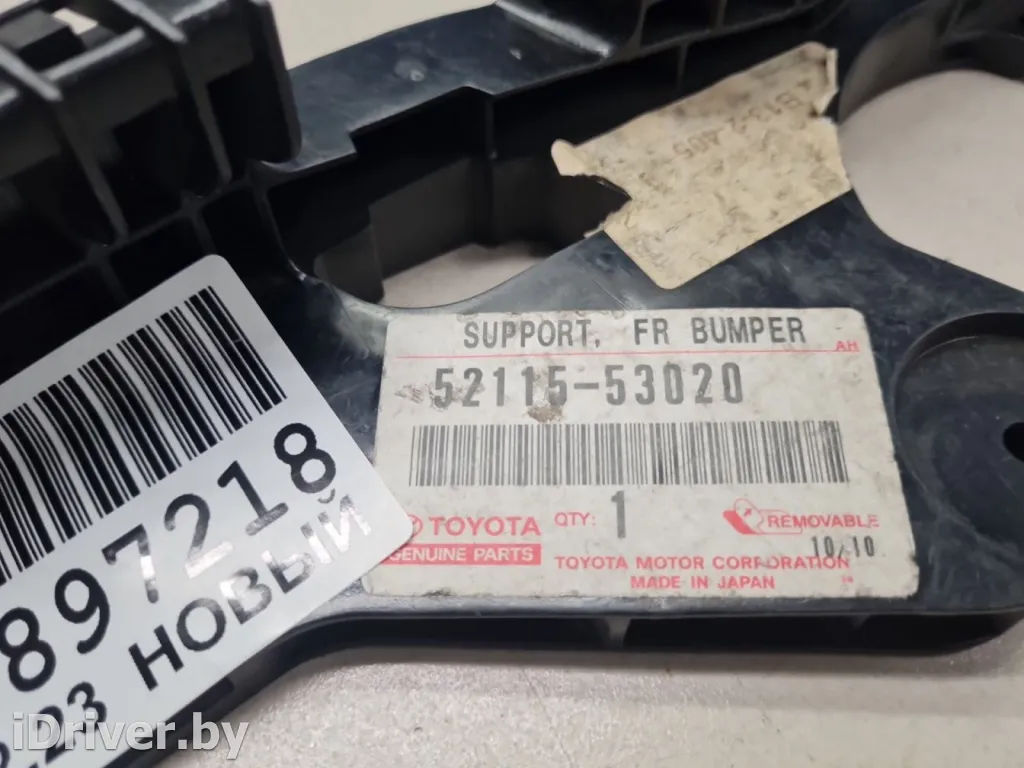 SUPPORT, FR BUMPER
AH
52115-53020
TOYOTA
GENUINE PARTS
QTY: 1
REMOVABLE
10/10
TOYOTA MOTOR CORPORATION
MADE IN JAPAN
897218
НОВЫЙ
.23
iDriver.by